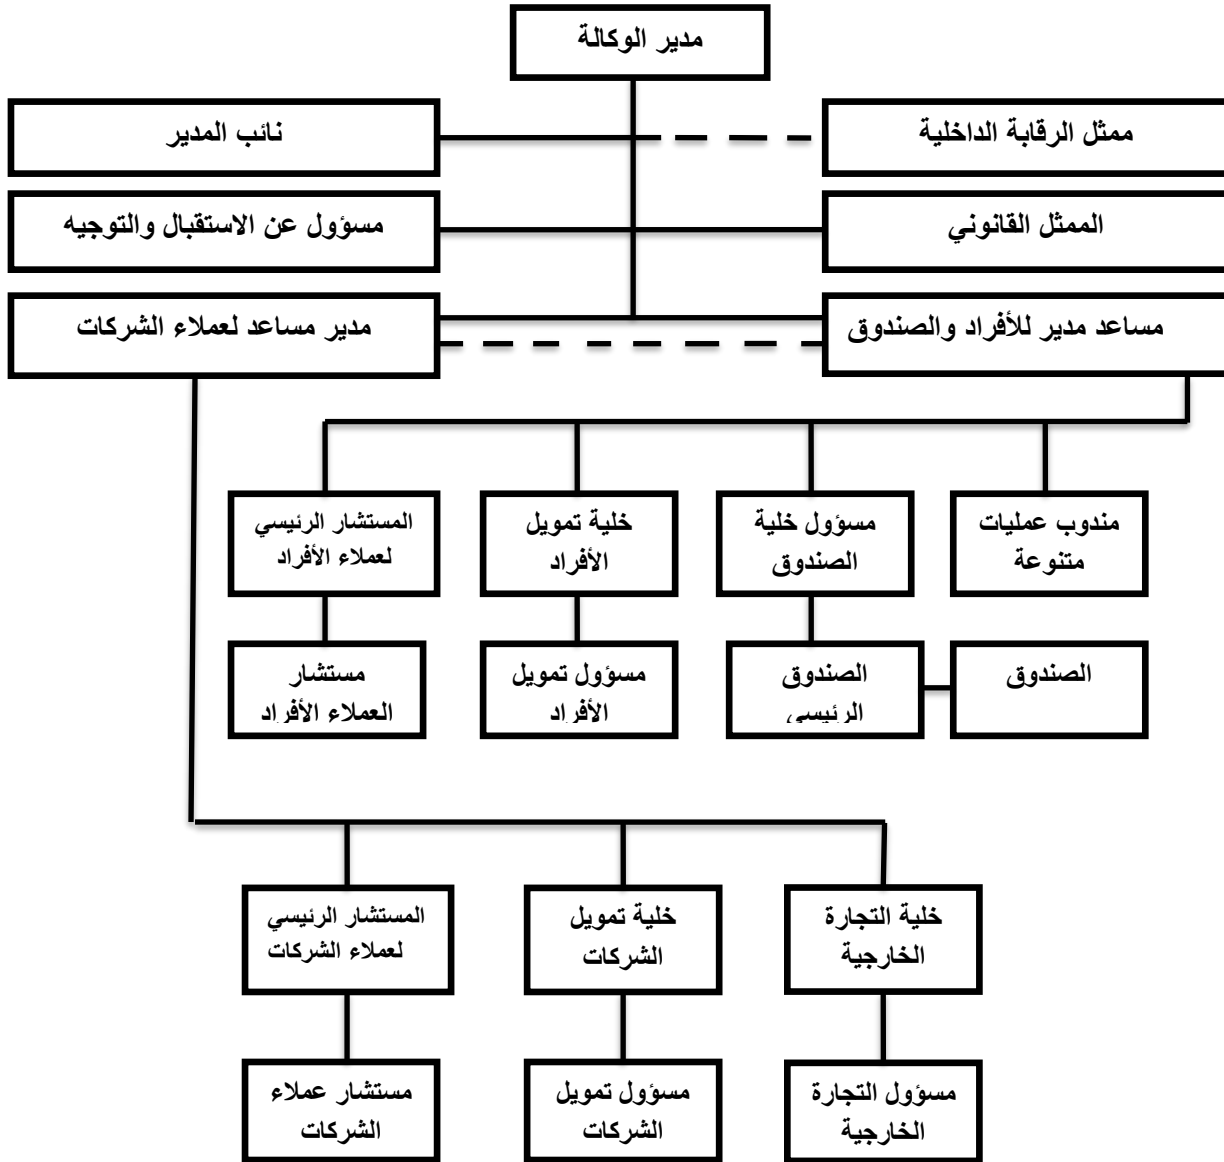 مدير الوكالة
ممثل الرقابة الداخلية
نائب المدير
الممثل القانوني
مسؤول عن الاستقبال والتوجيه
مساعد مدير للأفراد والصندوق
مدير مساعد لعملاء الشركات
مندوب عمليات
متنوعة
مسؤول خلية
الصندوق
خلية تمويل
الأفراد
المستشار الرئيسي
لعملاء الأفراد
الصندوق
الصندوق
الرئيسي
مسؤول تمويل
الأفراد
مستشار
العملاء الأفراد
خلية التجارة
الخارجية
خلية تمويل
الشركات
المستشار الرئيسي
لعملاء الشركات
مسؤول التجارة
الخارجية
مسؤول تمويل
الشركات
مستشار عملاء
الشركات